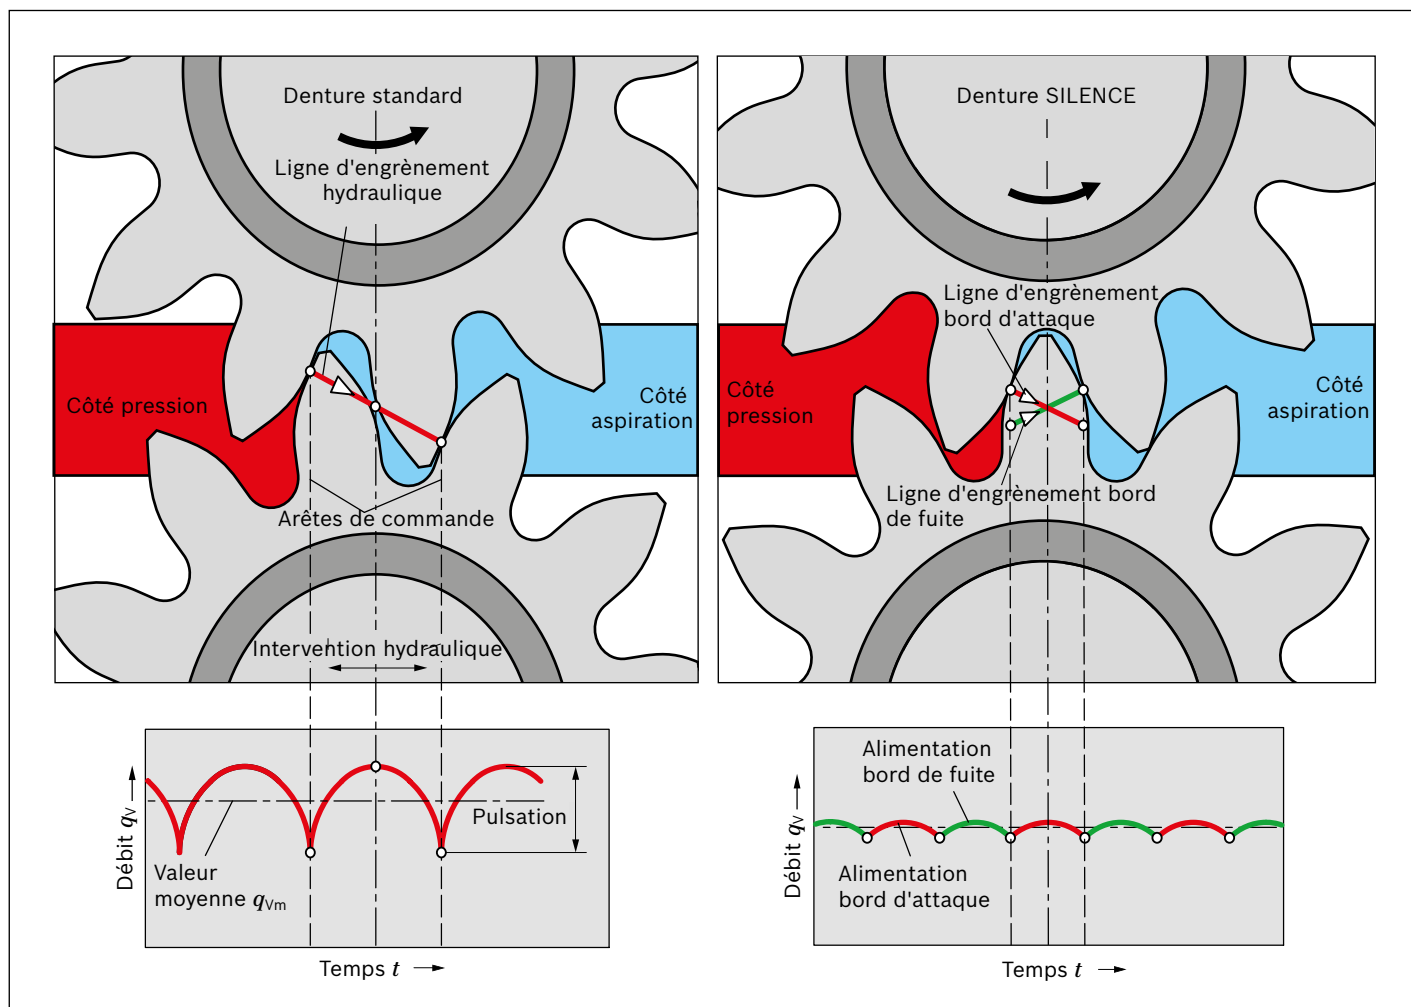 Denture standard
Ligne d'engrènement
hydraulique
Côté pression
Côté
aspiration
Arêtes de commande
Intervention hydraulique
Débit qV
Pulsation
Valeur
moyenne qVm
Temps t
Denture SILENCE
Ligne d'engrènement
bord d'attaque
Côté
pression
Côté
aspiration
Ligne d'engrènement bord
de fuite
Alimentation
bord de fuite
Débit qV
Alimentation
bord d'attaque
Temps t